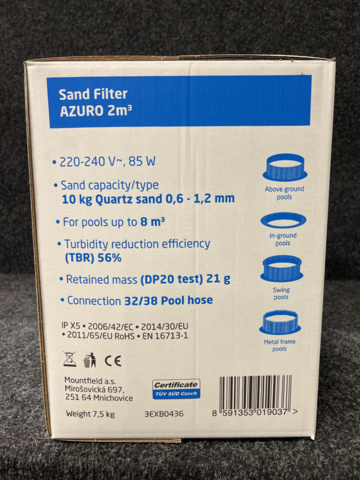 Sand Filter
AZURO 2m³
• 220-240 V~, 85 W
• Sand capacity/type
10 kg Quartz sand 0,6 - 1,2 mm
• For pools up to 8 m³
• Turbidity reduction efficiency
(TBR) 56%
• Retained mass (DP20 test) 21 g
• Connection 32/38 Pool hose
Above ground
pools
In-ground
pools
Swing
pools
Metal frame
pools
IP X5 • 2006/42/EC • 2014/30/EU
• 2011/65/EU RoHS • EN 16713-1
CE
Mountfield a.s.
Mirošovická 697,
251 64 Mnichovice
Weight 7,5 kg
Certificate
TÜV SÜD Czech
3EXB0436
8 591353 019037 >